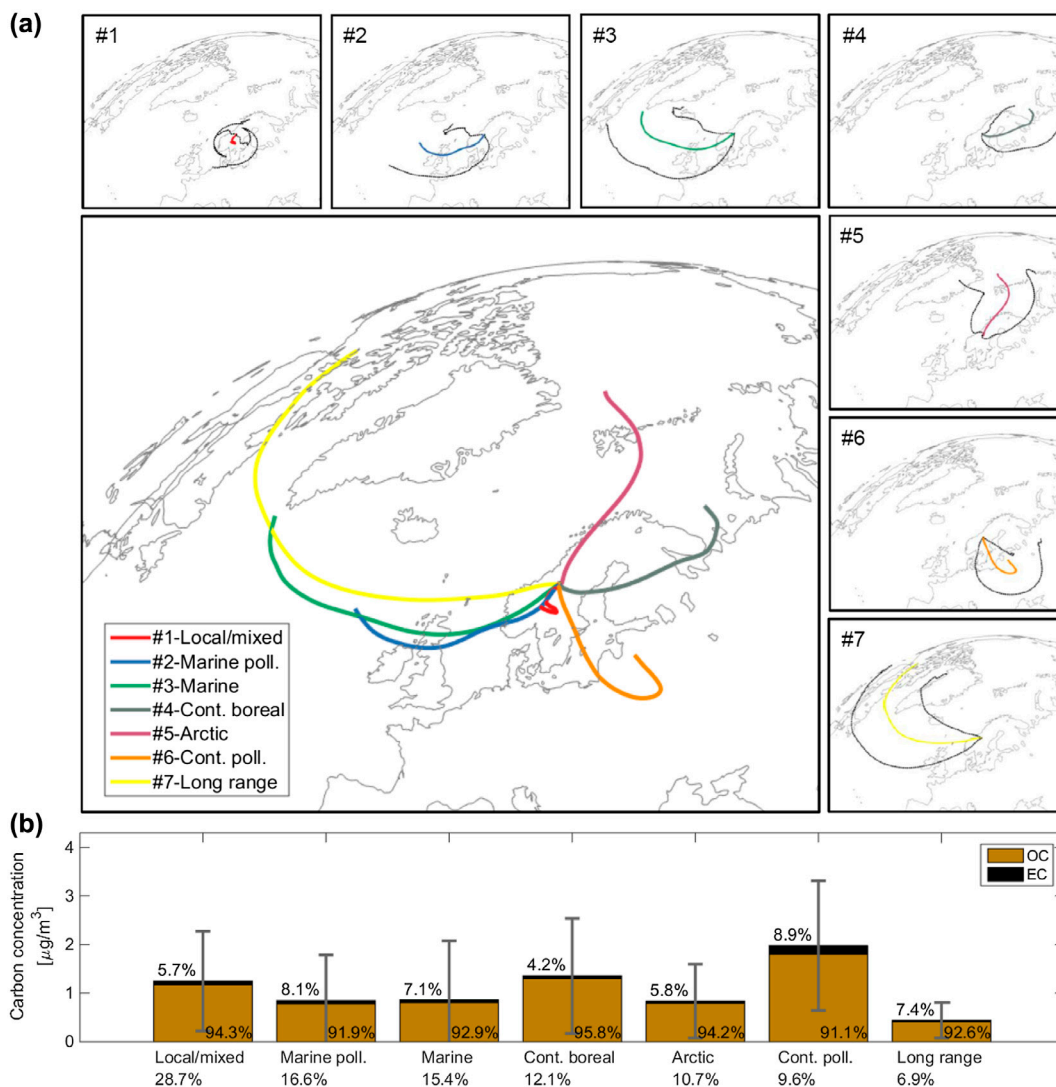 (a)
#1
#2
#3
#4
#5
#6
#7
#1-Local/mixed
#2-Marine poll.
#3-Marine
#4-Cont. boreal
#5-Arctic
#6-Cont. poll.
#7-Long range
(b)
Carbon concentration
[μg/m³]
4
3
2
1
0
OC
EC
5.7%
8.1%
7.1%
4.2%
5.8%
8.9%
7.4%
94.3%
91.9%
92.9%
95.8%
94.2%
91.1%
92.6%
Local/mixed
28.7%
Marine poll.
16.6%
Marine
15.4%
Cont. boreal
12.1%
Arctic
10.7%
Cont. poll.
9.6%
Long range
6.9%